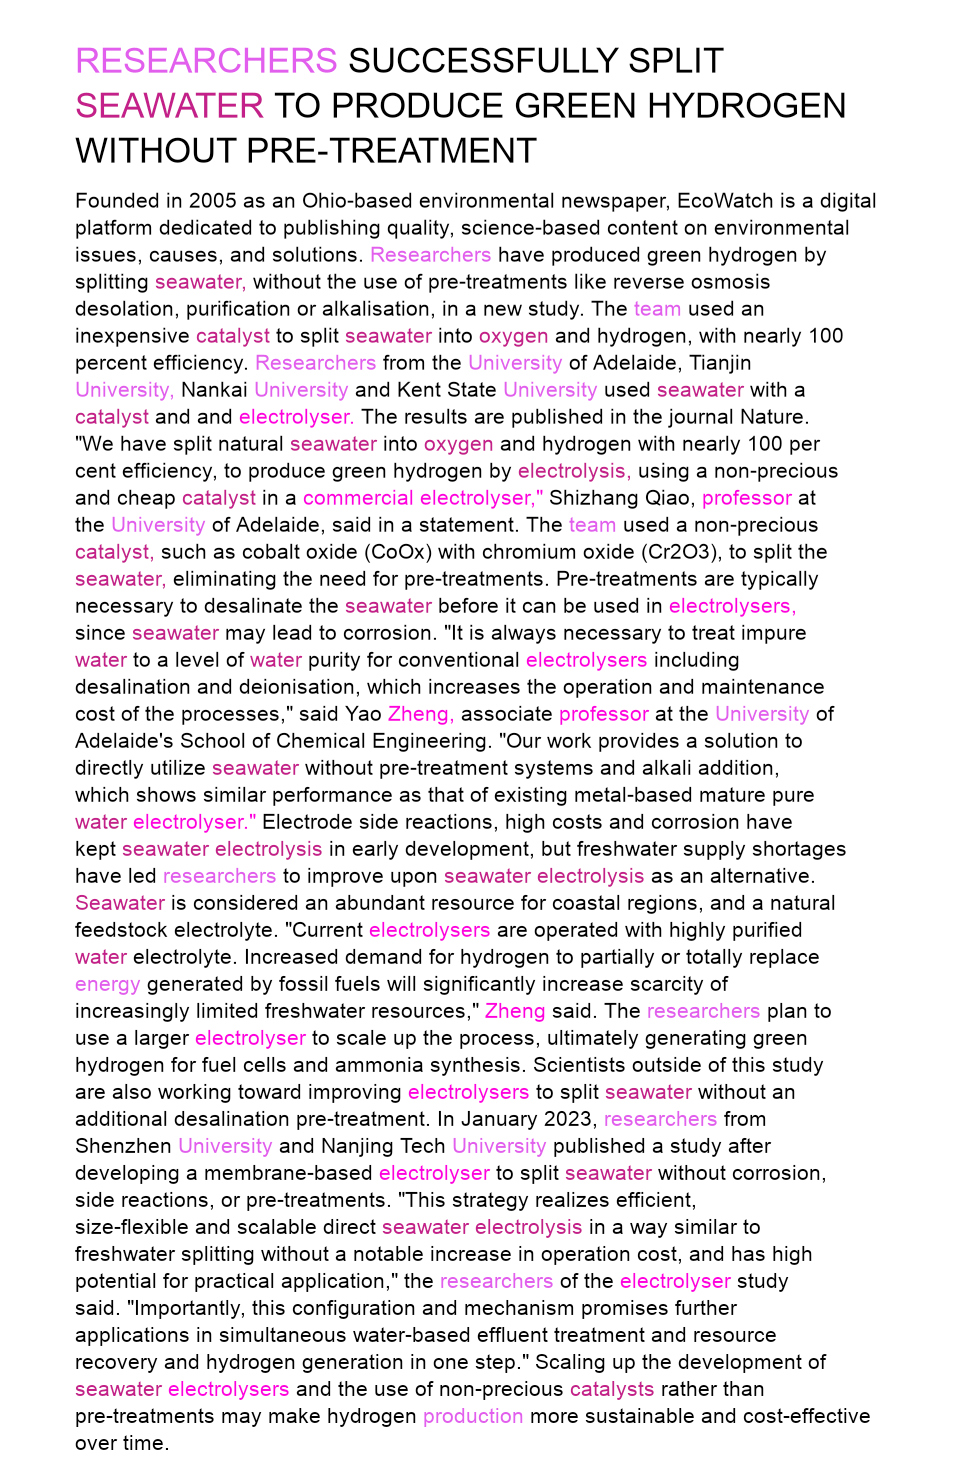 RESEARCHERS SUCCESSFULLY SPLIT
SEAWATER TO PRODUCE GREEN HYDROGEN
WITHOUT PRE-TREATMENT
Founded in 2005 as an Ohio-based environmental newspaper, EcoWatch is a digital
platform dedicated to publishing quality, science-based content on environmental
issues, causes, and solutions. Researchers have produced green hydrogen by
splitting seawater, without the use of pre-treatments like reverse osmosis
desolation, purification or alkalisation, in a new study. The team used an
inexpensive catalyst to split seawater into oxygen and hydrogen, with nearly 100
percent efficiency. Researchers from the University of Adelaide, Tianjin
University, Nankai University and Kent State University used seawater with a
catalyst and and electrolyser. The results are published in the journal Nature.
"We have split natural seawater into oxygen and hydrogen with nearly 100 per
cent efficiency, to produce green hydrogen by electrolysis, using a non-precious
and cheap catalyst in a commercial electrolyser," Shizhang Qiao, professor at
the University of Adelaide, said in a statement. The team used a non-precious
catalyst, such as cobalt oxide (CoOx) with chromium oxide (Cr2O3), to split the
seawater, eliminating the need for pre-treatments. Pre-treatments are typically
necessary to desalinate the seawater before it can be used in electrolysers,
since seawater may lead to corrosion. "It is always necessary to treat impure
water to a level of water purity for conventional electrolysers including
desalination and deionisation, which increases the operation and maintenance
cost of the processes," said Yao Zheng, associate professor at the University of
Adelaide's School of Chemical Engineering. "Our work provides a solution to
directly utilize seawater without pre-treatment systems and alkali addition,
which shows similar performance as that of existing metal-based mature pure
water electrolyser." Electrode side reactions, high costs and corrosion have
kept seawater electrolysis in early development, but freshwater supply shortages
have led researchers to improve upon seawater electrolysis as an alternative.
Seawater is considered an abundant resource for coastal regions, and a natural
feedstock electrolyte. "Current electrolysers are operated with highly purified
water electrolyte. Increased demand for hydrogen to partially or totally replace
energy generated by fossil fuels will significantly increase scarcity of
increasingly limited freshwater resources," Zheng said. The researchers plan to
use a larger electrolyser to scale up the process, ultimately generating green
hydrogen for fuel cells and ammonia synthesis. Scientists outside of this study
are also working toward improving electrolysers to split seawater without an
additional desalination pre-treatment. In January 2023, researchers from
Shenzhen University and Nanjing Tech University published a study after
developing a membrane-based electrolyser to split seawater without corrosion,
side reactions, or pre-treatments. "This strategy realizes efficient,
size-flexible and scalable direct seawater electrolysis in a way similar to
freshwater splitting without a notable increase in operation cost, and has high
potential for practical application," the researchers of the electrolyser study
said. "Importantly, this configuration and mechanism promises further
applications in simultaneous water-based effluent treatment and resource
recovery and hydrogen generation in one step." Scaling up the development of
seawater electrolysers and the use of non-precious catalysts rather than
pre-treatments may make hydrogen production more sustainable and cost-effective
over time.